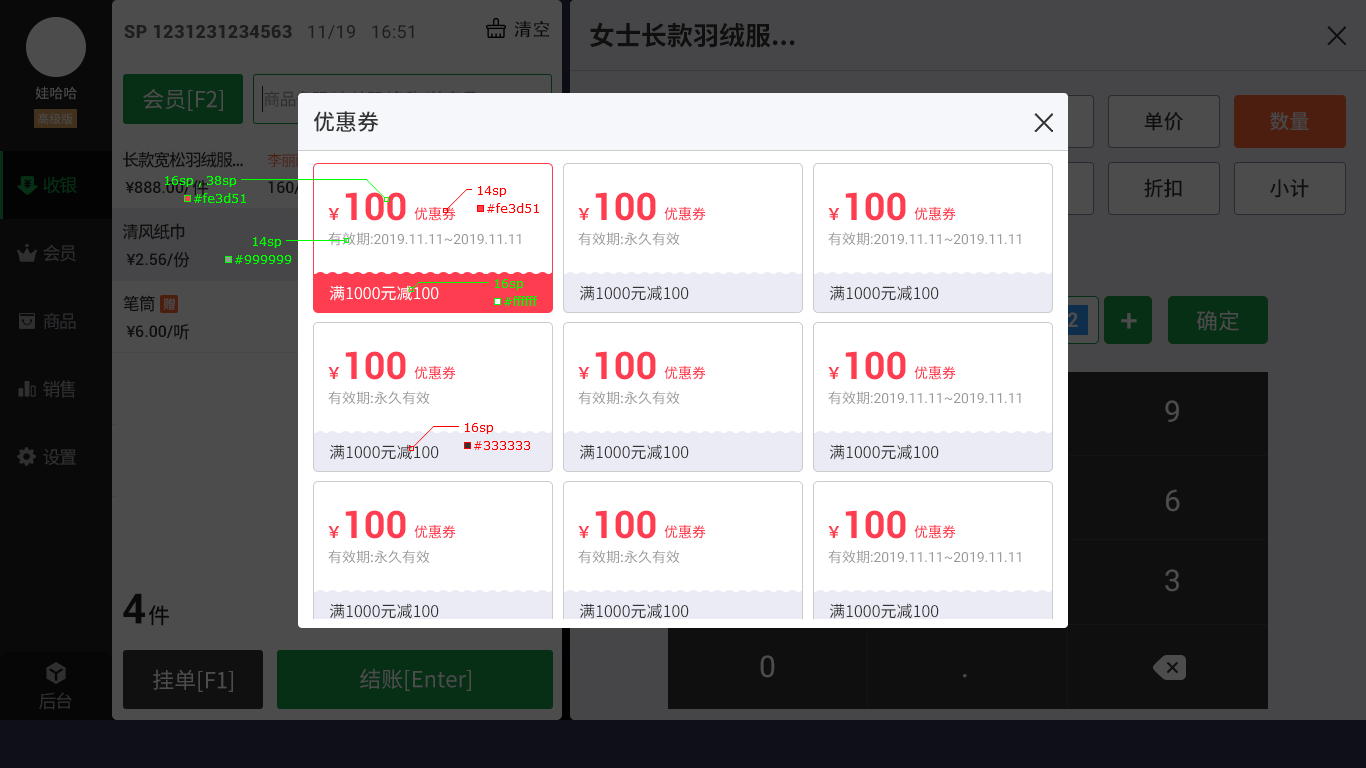 娃哈哈
高级版
收银
会员
商品
销售
设置
后台
SP 1231231234563 11/19 16:51 清空
会员[F2]
长款宽松羽绒服...
¥888.00/件 160/
清风纸巾
¥2.56/份
笔筒 赠
¥6.00/听
4件
挂单[F1] 结账[Enter]
女士长款羽绒服...
单价 数量
折扣 小计
2 + 确定
9
6
3
0 .
优惠券
¥100 优惠券
有效期:2019.11.11~2019.11.11
满1000元减100
¥100 优惠券
有效期:永久有效
满1000元减100
¥100 优惠券
有效期:2019.11.11~2019.11.11
满1000元减100
¥100 优惠券
有效期:永久有效
满1000元减100
¥100 优惠券
有效期:永久有效
满1000元减100
¥100 优惠券
有效期:2019.11.11~2019.11.11
满1000元减100
¥100 优惠券
有效期:永久有效
满1000元减100
¥100 优惠券
有效期:永久有效
满1000元减100
¥100 优惠券
有效期:2019.11.11~2019.11.11
满1000元减100
16sp 38sp
#fe3d51
14sp
#fe3d51
14sp
#999999
16sp
#ffffff
16sp
#333333